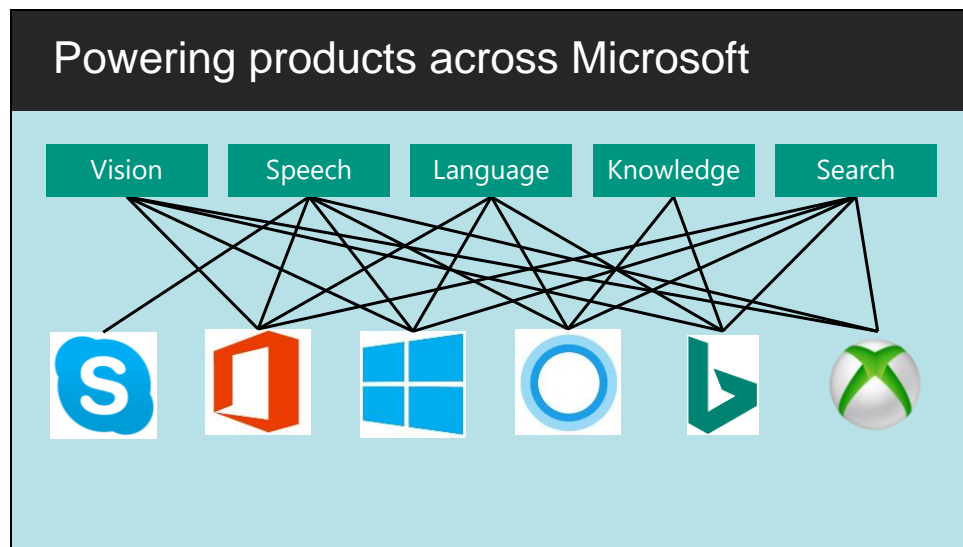 Powering products across Microsoft
Vision
Speech
Language
Knowledge
Search
S